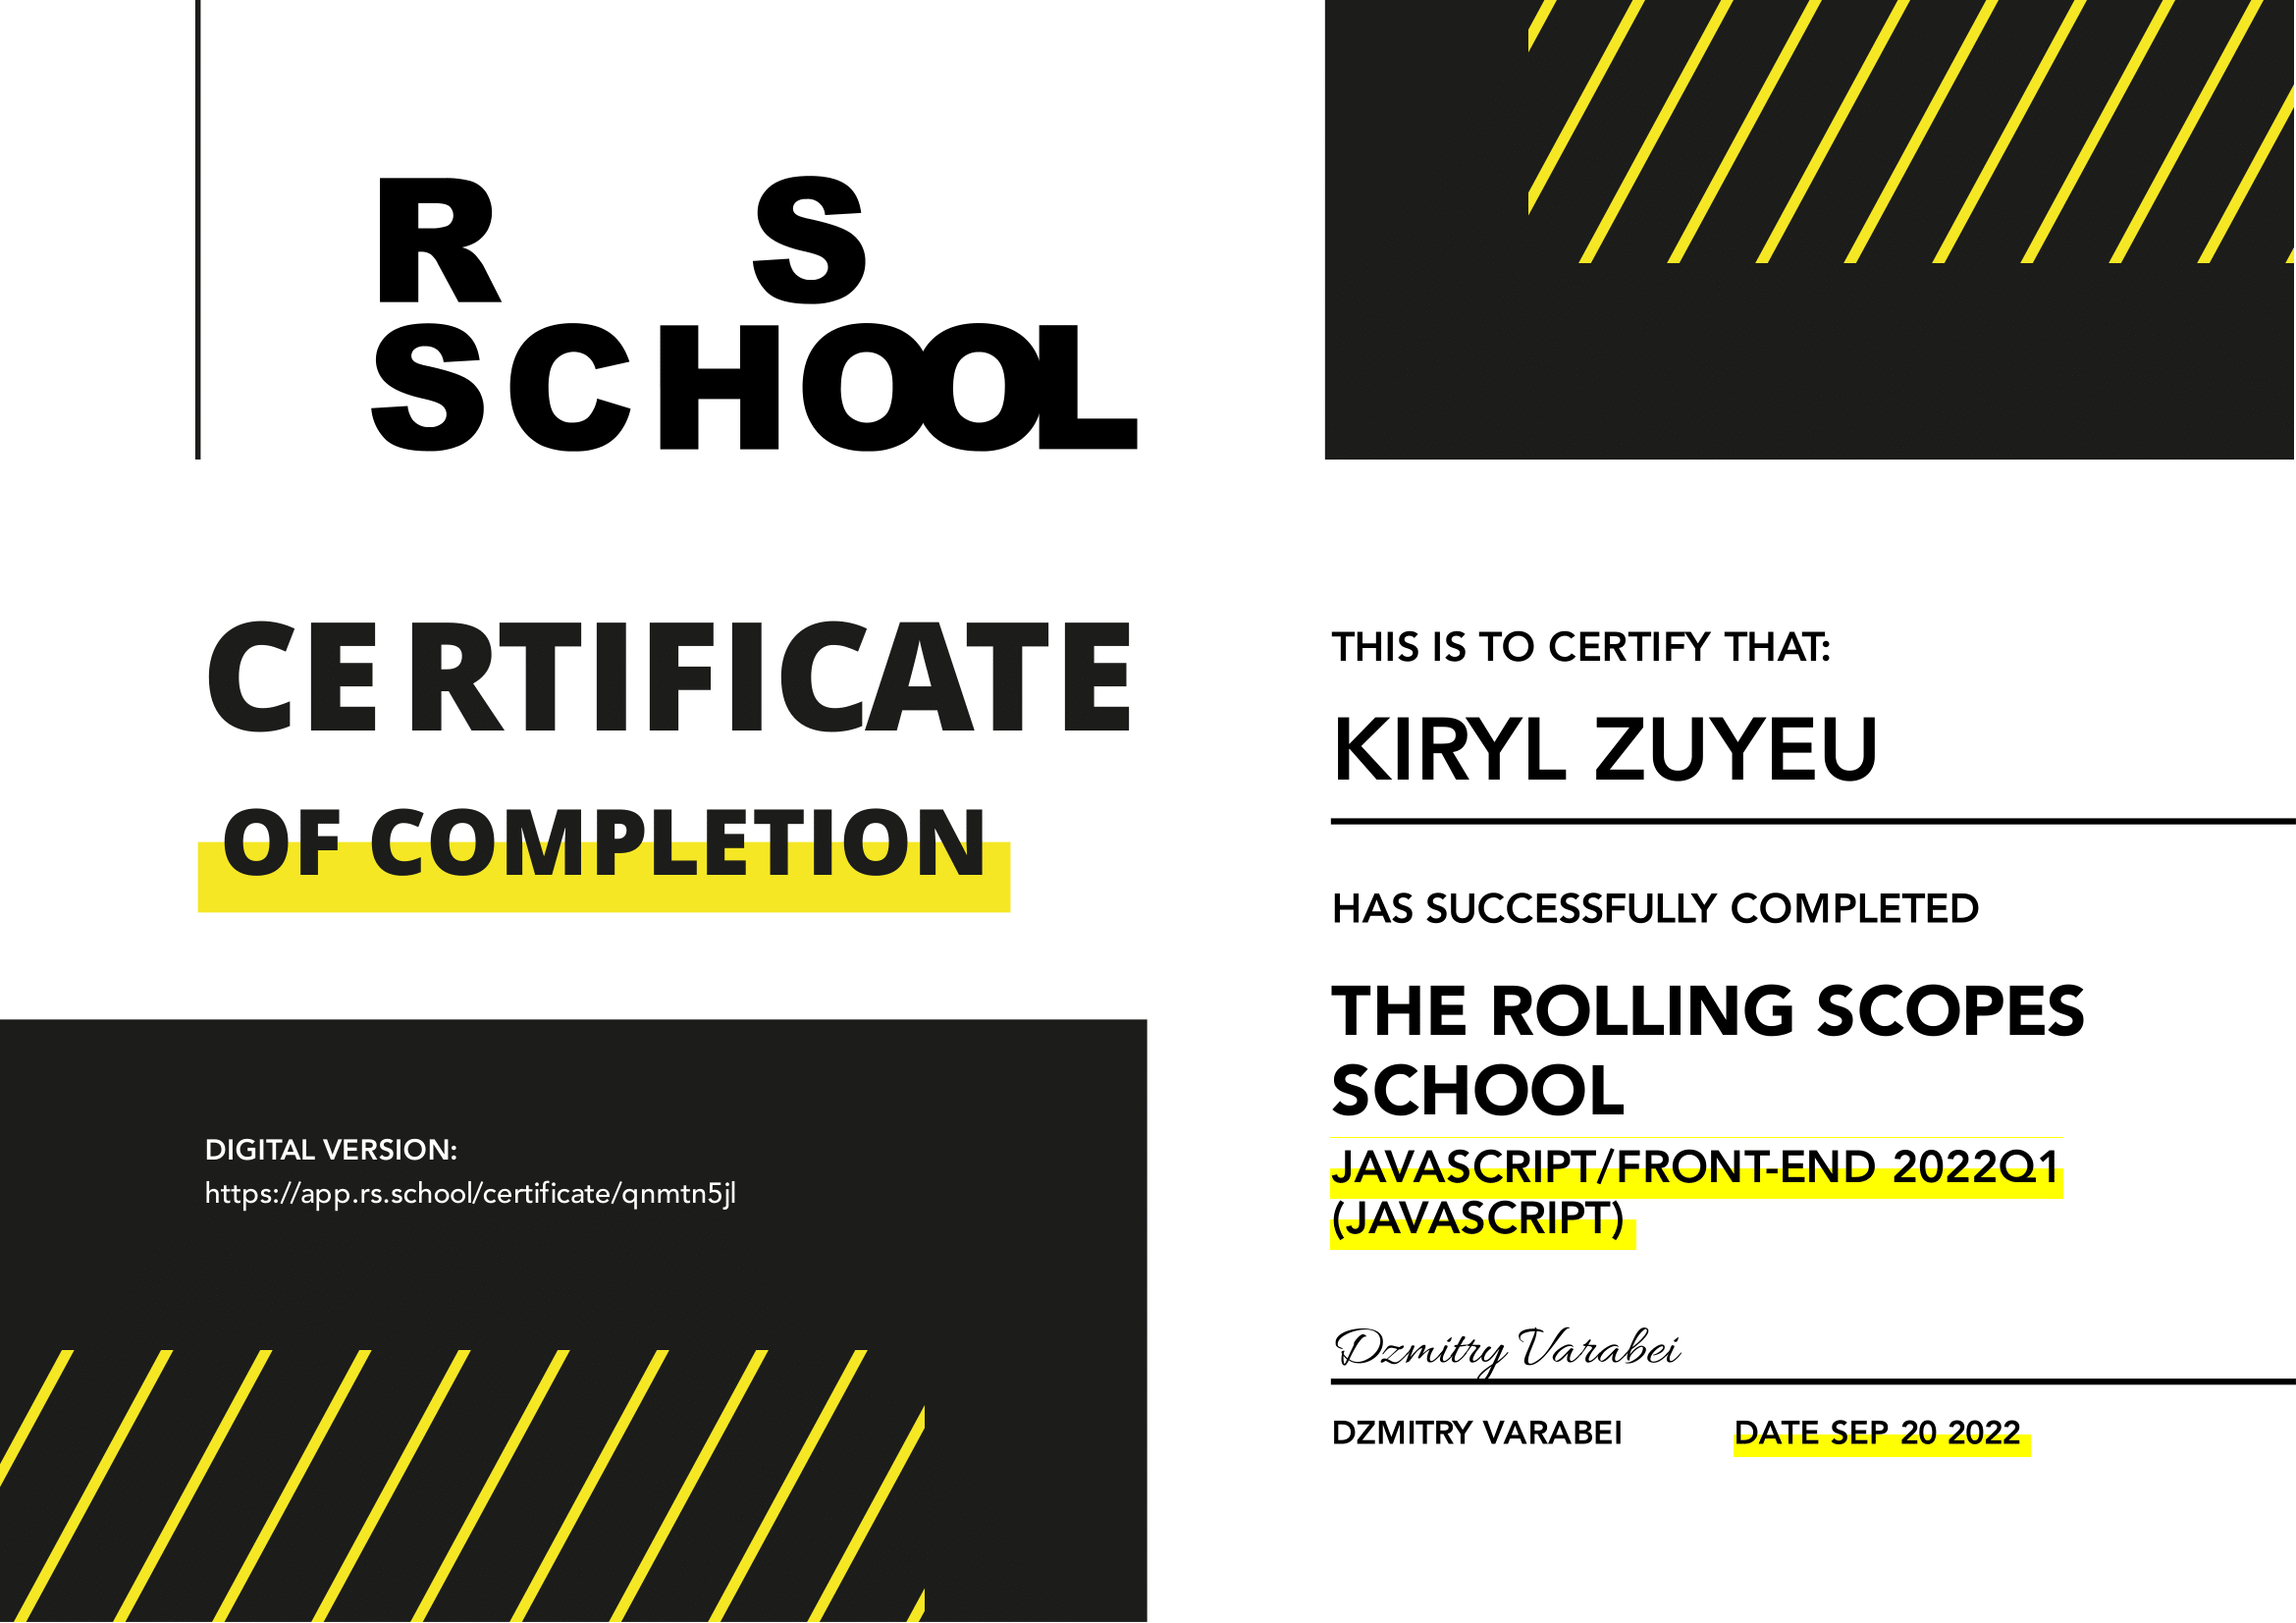 R S
SCHOOL
CERTIFICATE
OF COMPLETION
DIGITAL VERSION:
https://app.rs.school/certificate/qnmtn5jl
THIS IS TO CERTIFY THAT:
KIRYL ZUYEU
HAS SUCCESSFULLY COMPLETED
THE ROLLING SCOPES
SCHOOL
JAVASCRIPT/FRONT-END 2022Q1
(JAVASCRIPT)
Dzmitry Varabei
DZMITRY VARABEI
DATE SEP 20 2022